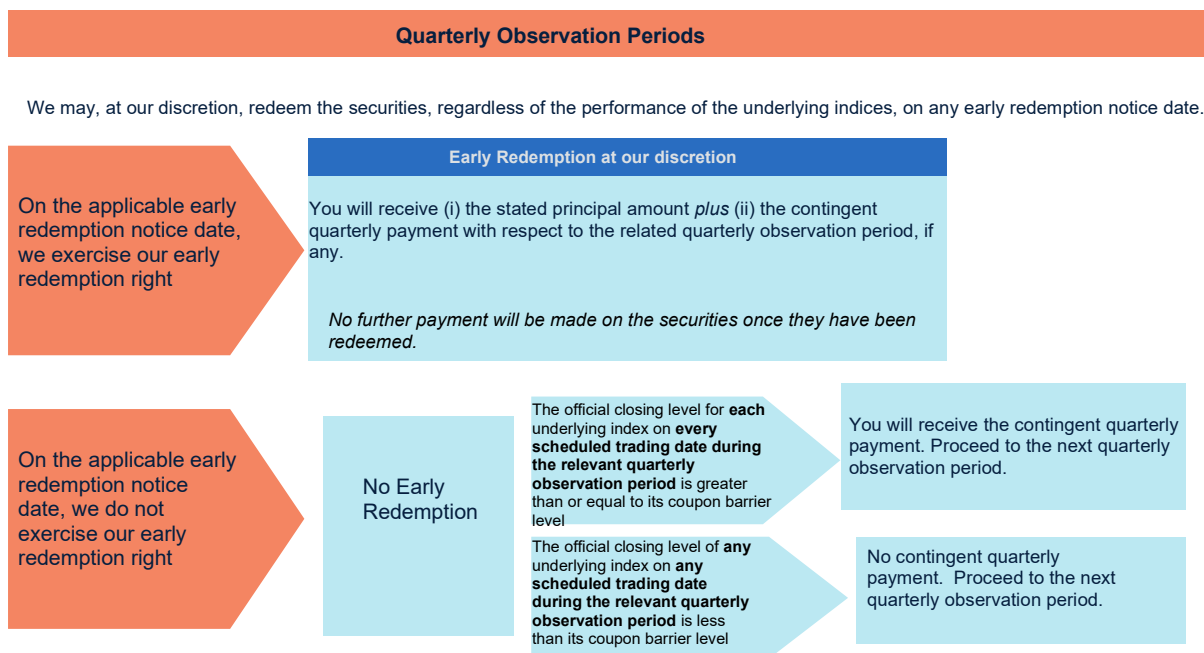 Quarterly Observation Periods
We may, at our discretion, redeem the securities, regardless of the performance of the underlying indices, on any early redemption notice date.
On the applicable early
redemption notice date,
we exercise our early
redemption right
Early Redemption at our discretion
You will receive (i) the stated principal amount plus (ii) the contingent
quarterly payment with respect to the related quarterly observation period, if
any.
No further payment will be made on the securities once they have been
redeemed.
On the applicable early
redemption notice
date, we do not
exercise our early
redemption right
No Early
Redemption
The official closing level for each
underlying index on every
scheduled trading date during
the relevant quarterly
observation period is greater
than or equal to its coupon barrier
level
You will receive the contingent quarterly
payment. Proceed to the next quarterly
observation period.
The official closing level of any
underlying index on any
scheduled trading date
during the relevant quarterly
observation period is less
than its coupon barrier level
No contingent quarterly
payment.  Proceed to the next
quarterly observation period.